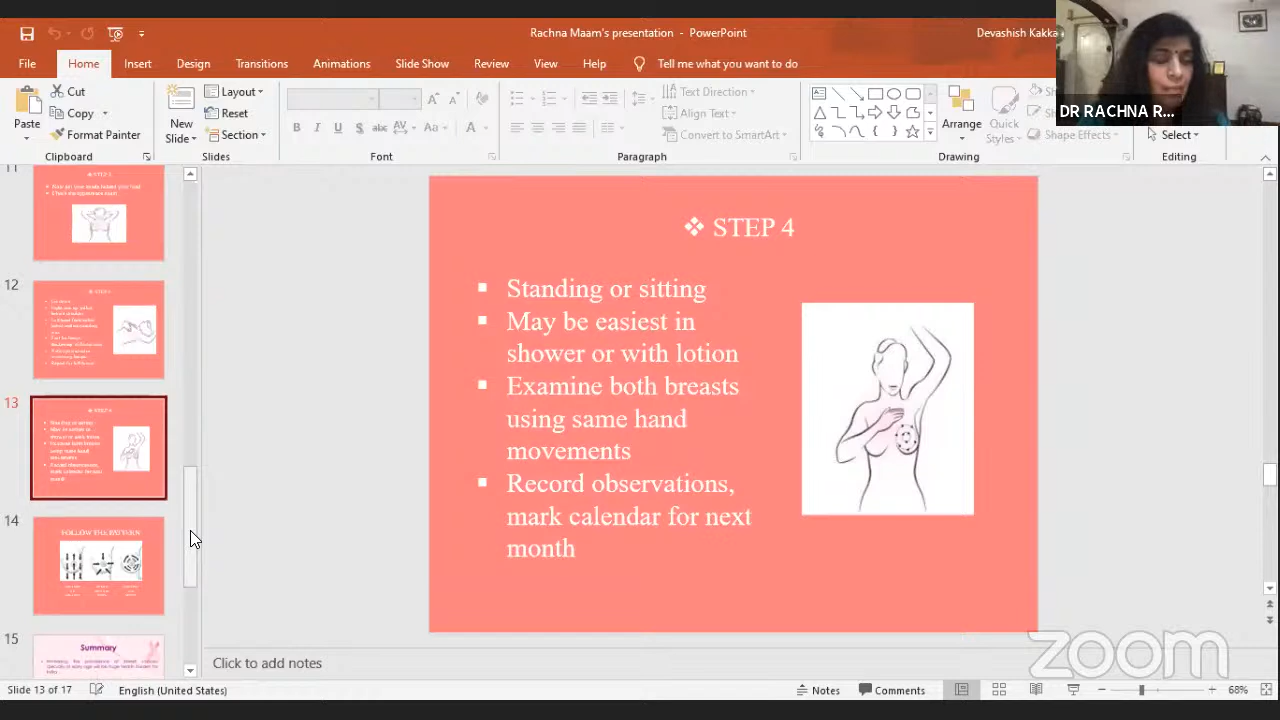 Rachna Maam's presentation - PowerPoint
Devashish Kakka
DR RACHNA R...
File Home Insert Design Transitions Animations Slide Show Review View Help Tell me what you want to do
Paste
Cut
Copy
Format Painter
Clipboard
New
Slide
Layout
Reset
Section
Slides
Font
B I U S abc AV Aa A
Text Direction
Align Text
Convert to SmartArt
Paragraph
Arrange
Quick
Styles
Shape Effects
Drawing
Select
Editing
11
12
13
14
FOLLOW THE PATTERN
15
Summary
❖ STEP 4
▪ Standing or sitting
▪ May be easiest in
shower or with lotion
▪ Examine both breasts
using same hand
movements
▪ Record observations,
mark calendar for next
month
zoom
Click to add notes
Slide 13 of 17
English (United States)
Notes
Comments
68%